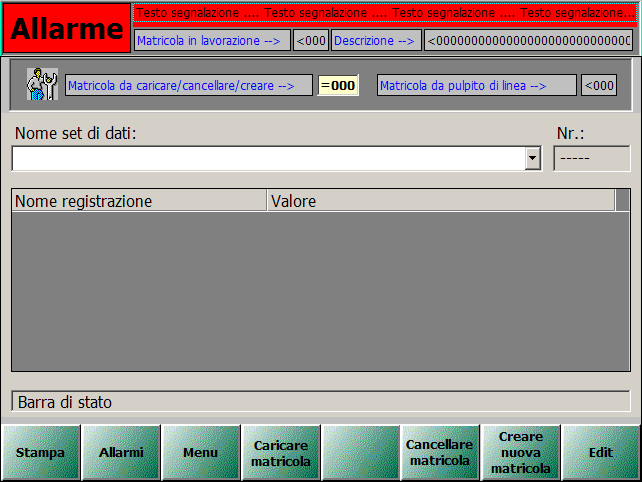 Allarme
Testo segnalazione .... Testo segnalazione .... Testo segnalazione .... Testo segnalazione...
Matricola in lavorazione --> <000 Descrizione --> <0000000000000000000000000000
Matricola da caricare/cancellare/creare --> =000 Matricola da pulpito di linea --> <000
Nome set di dati: Nr.:
-----
Nome registrazione Valore
Barra di stato
Stampa Allarmi Menu Caricare matricola Cancellare matricola Creare nuova matricola Edit